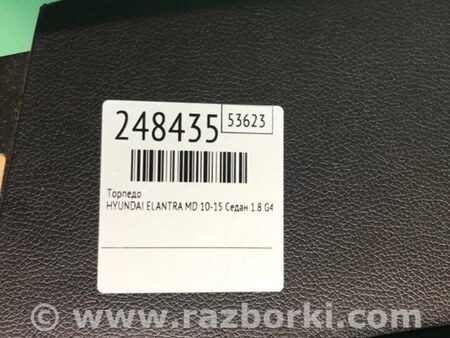 248435
53623
Торпедо
HYUNDAI ELANTRA MD 10-15 Седан 1.8 G4
© www.razborki.com